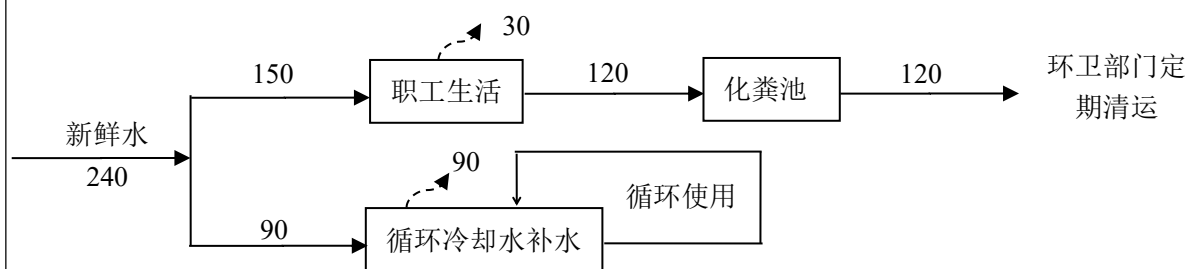 30
150
职工生活
120
化粪池
120
环卫部门定
期清运
新鲜水
240
90
循环使用
90
循环冷却水补水